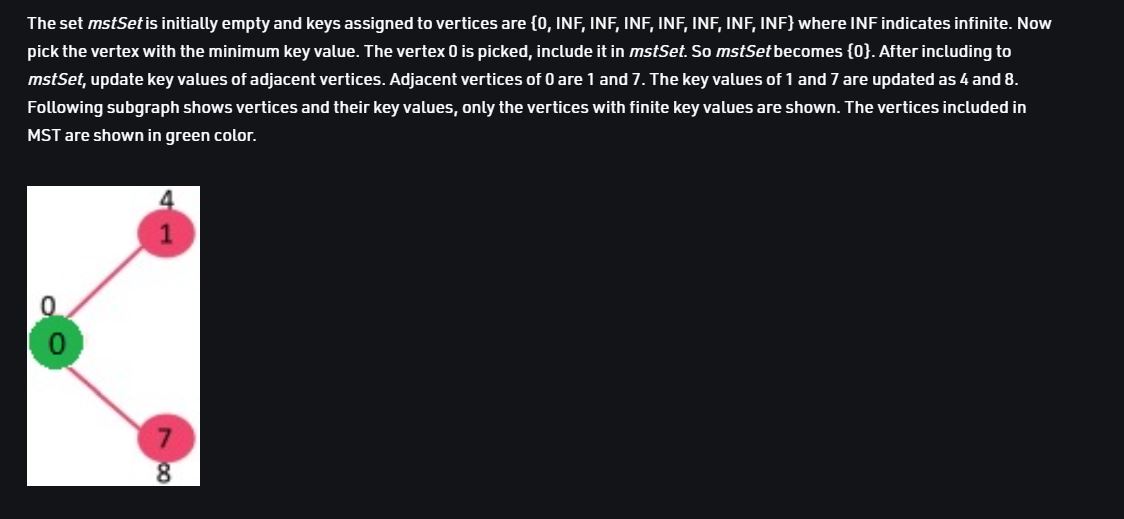 The set mstSet is initially empty and keys assigned to vertices are {0, INF, INF, INF, INF, INF, INF, INF} where INF indicates infinite. Now
pick the vertex with the minimum key value. The vertex 0 is picked, include it in mstSet. So mstSet becomes {0}. After including to
mstSet, update key values of adjacent vertices. Adjacent vertices of 0 are 1 and 7. The key values of 1 and 7 are updated as 4 and 8.
Following subgraph shows vertices and their key values, only the vertices with finite key values are shown. The vertices included in
MST are shown in green color.
4
1
0
0
7
8